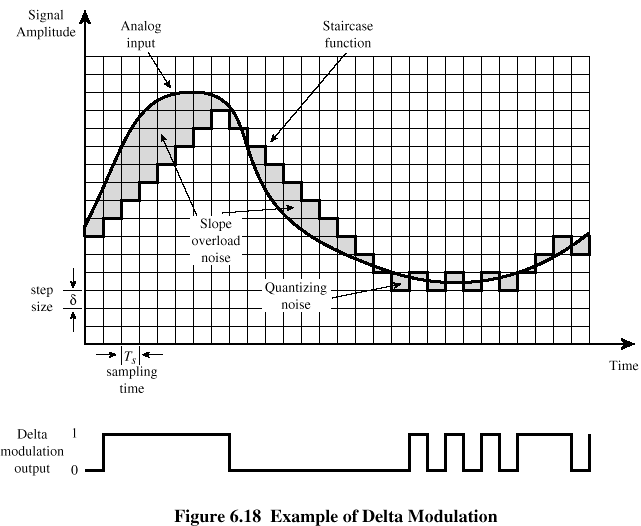 Signal
Amplitude
Analog
input
Staircase
function
Slope
overload
noise
Quantizing
noise
step
size
δ
Ts
sampling
time
Time
Delta
modulation
output
1
0
Figure 6.18 Example of Delta Modulation